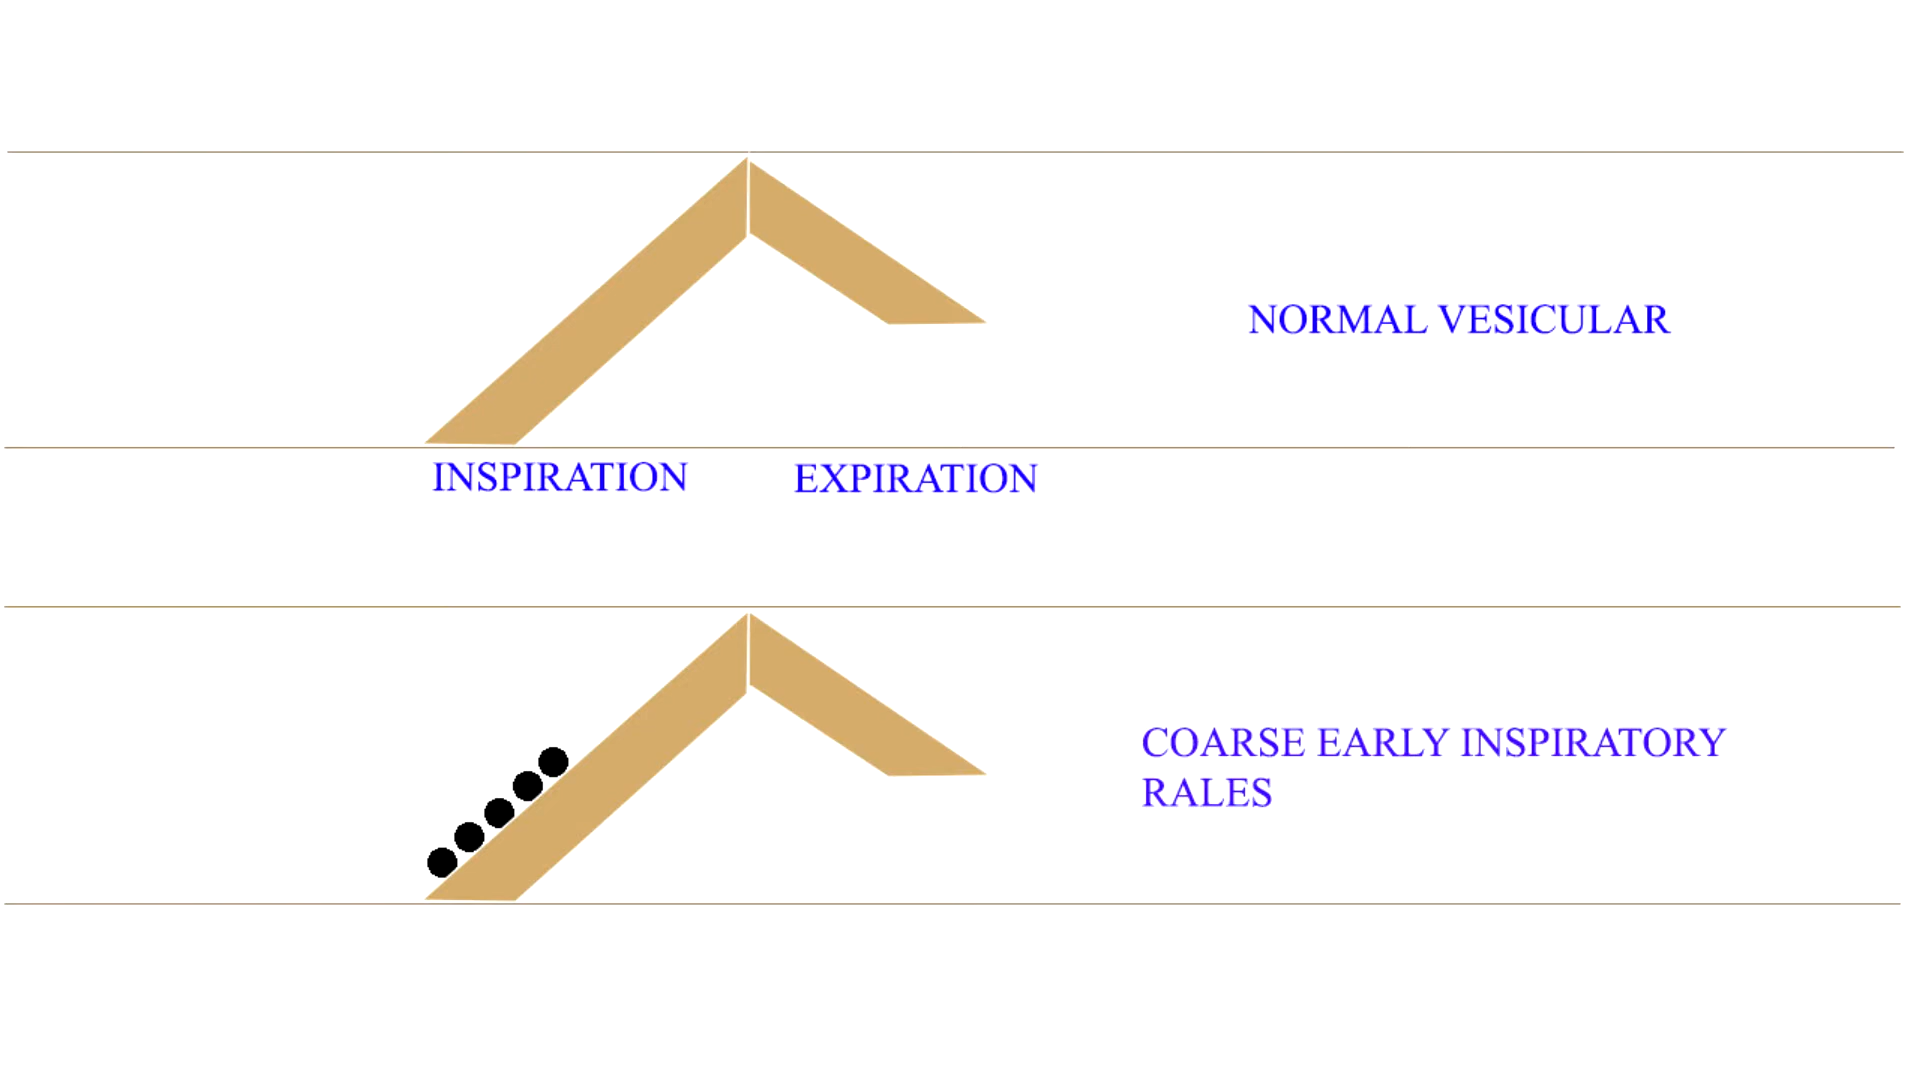 NORMAL VESICULAR
INSPIRATION
EXPIRATION
COARSE EARLY INSPIRATORY
RALES